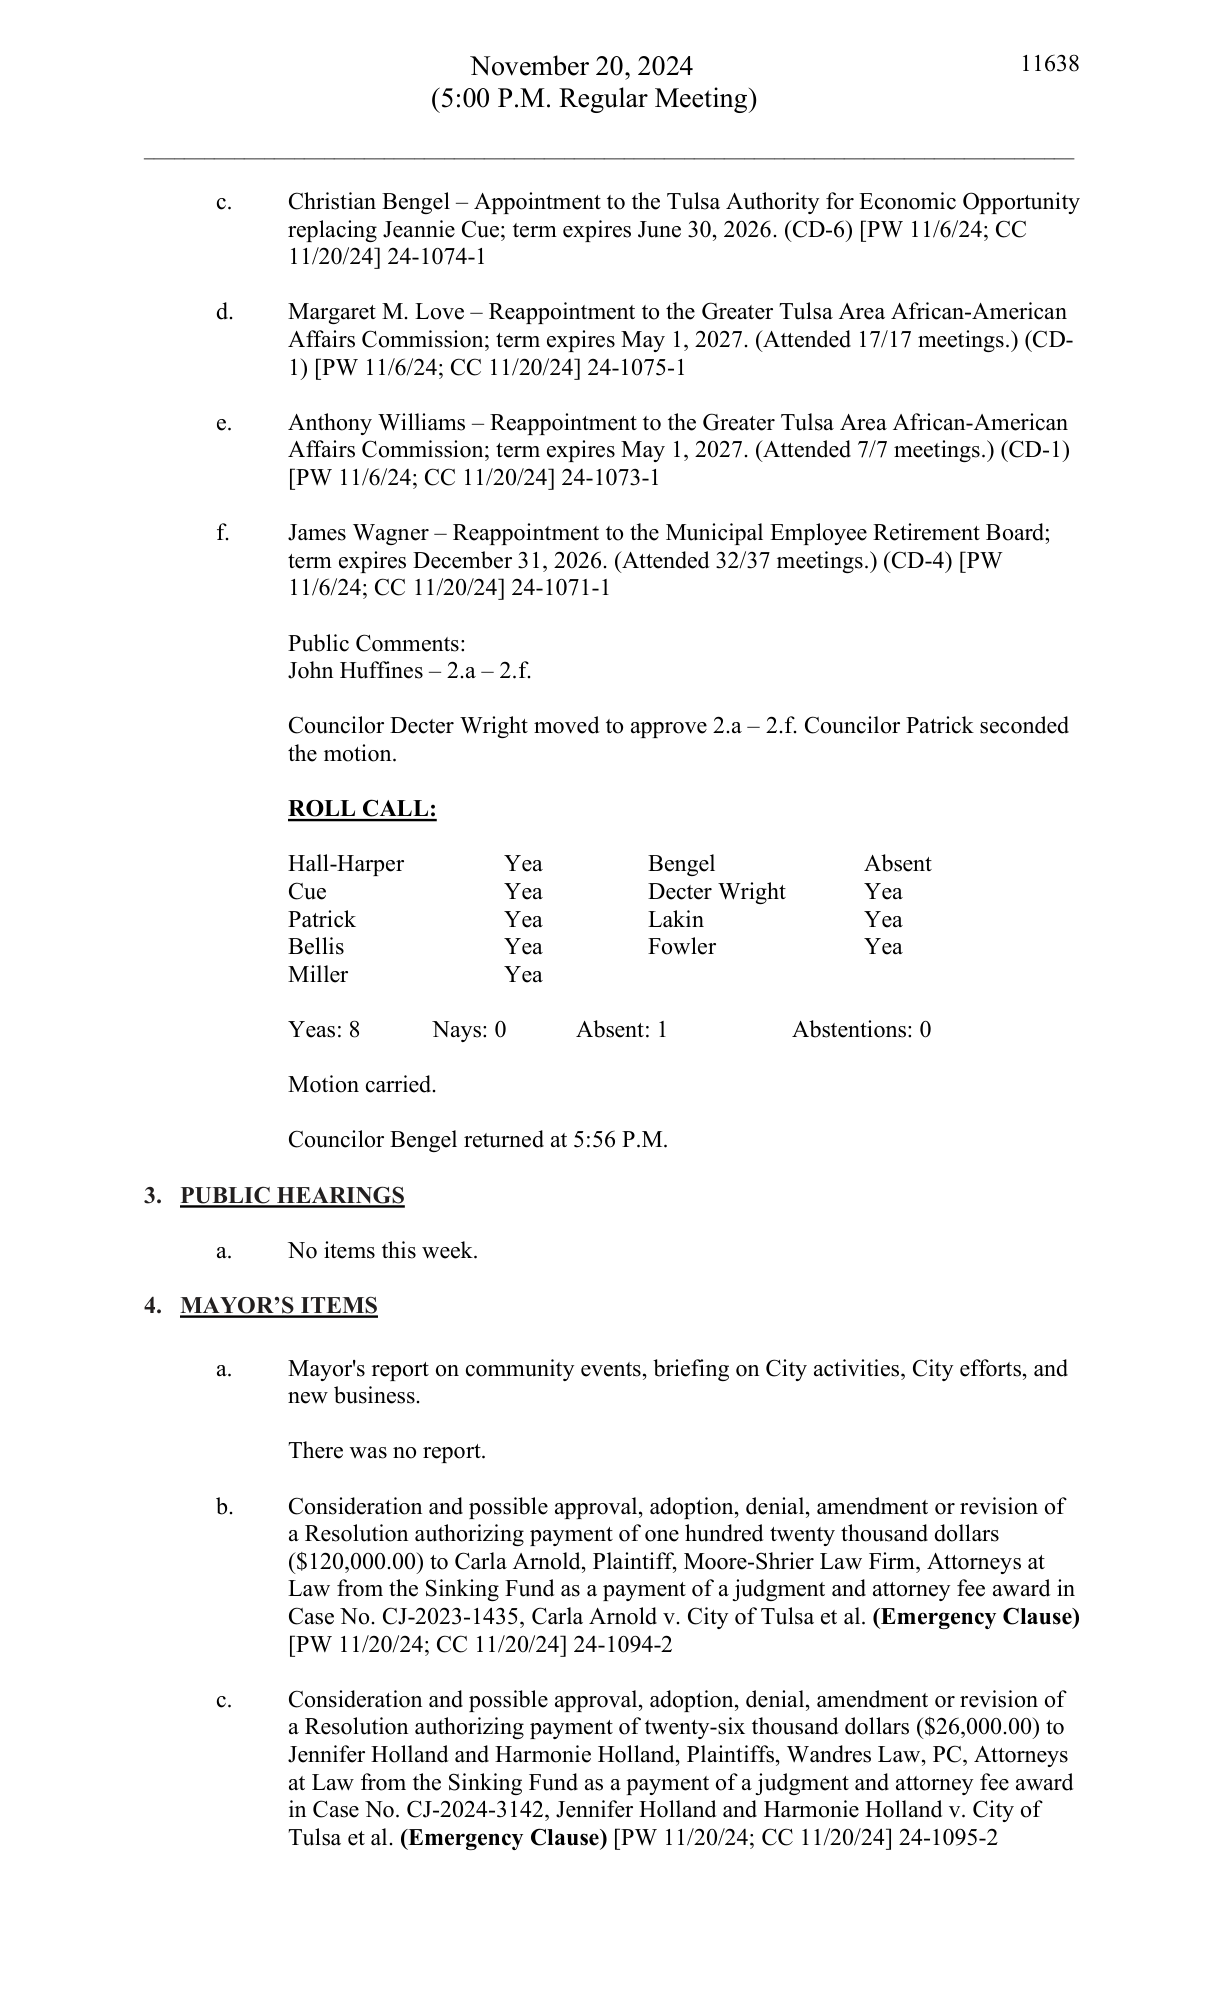 November 20, 2024
11638
(5:00 P.M. Regular Meeting)
c. Christian Bengel – Appointment to the Tulsa Authority for Economic Opportunity
replacing Jeannie Cue; term expires June 30, 2026. (CD-6) [PW 11/6/24; CC
11/20/24] 24-1074-1
d. Margaret M. Love – Reappointment to the Greater Tulsa Area African-American
Affairs Commission; term expires May 1, 2027. (Attended 17/17 meetings.) (CD-
1) [PW 11/6/24; CC 11/20/24] 24-1075-1
e. Anthony Williams – Reappointment to the Greater Tulsa Area African-American
Affairs Commission; term expires May 1, 2027. (Attended 7/7 meetings.) (CD-1)
[PW 11/6/24; CC 11/20/24] 24-1073-1
f. James Wagner – Reappointment to the Municipal Employee Retirement Board;
term expires December 31, 2026. (Attended 32/37 meetings.) (CD-4) [PW
11/6/24; CC 11/20/24] 24-1071-1
Public Comments:
John Huffines – 2.a – 2.f.
Councilor Decter Wright moved to approve 2.a – 2.f. Councilor Patrick seconded
the motion.
ROLL CALL:
Hall-Harper Yea Bengel Absent
Cue Yea Decter Wright Yea
Patrick Yea Lakin Yea
Bellis Yea Fowler Yea
Miller Yea
Yeas: 8 Nays: 0 Absent: 1 Abstentions: 0
Motion carried.
Councilor Bengel returned at 5:56 P.M.
3. PUBLIC HEARINGS
a. No items this week.
4. MAYOR’S ITEMS
a. Mayor's report on community events, briefing on City activities, City efforts, and
new business.
There was no report.
b. Consideration and possible approval, adoption, denial, amendment or revision of
a Resolution authorizing payment of one hundred twenty thousand dollars
($120,000.00) to Carla Arnold, Plaintiff, Moore-Shrier Law Firm, Attorneys at
Law from the Sinking Fund as a payment of a judgment and attorney fee award in
Case No. CJ-2023-1435, Carla Arnold v. City of Tulsa et al. (Emergency Clause)
[PW 11/20/24; CC 11/20/24] 24-1094-2
c. Consideration and possible approval, adoption, denial, amendment or revision of
a Resolution authorizing payment of twenty-six thousand dollars ($26,000.00) to
Jennifer Holland and Harmonie Holland, Plaintiffs, Wandres Law, PC, Attorneys
at Law from the Sinking Fund as a payment of a judgment and attorney fee award
in Case No. CJ-2024-3142, Jennifer Holland and Harmonie Holland v. City of
Tulsa et al. (Emergency Clause) [PW 11/20/24; CC 11/20/24] 24-1095-2